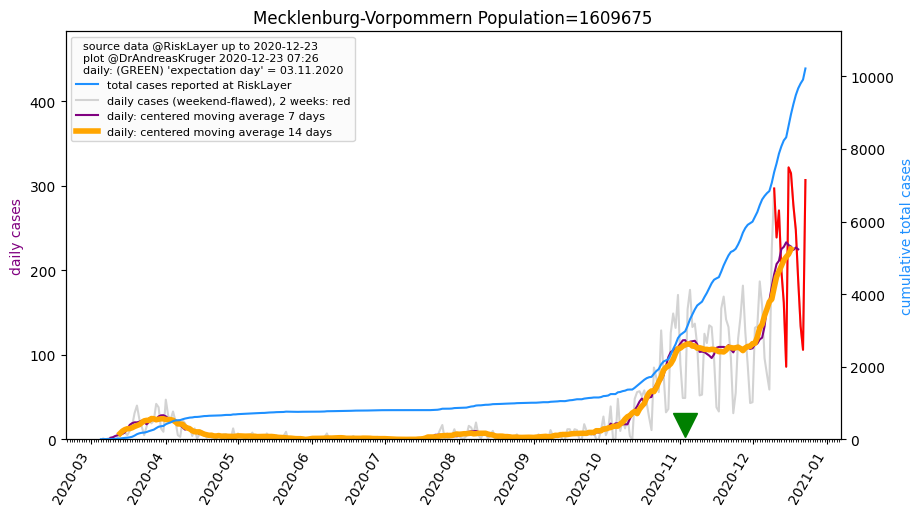 Mecklenburg-Vorpommern Population=1609675
source data @RiskLayer up to 2020-12-23
plot @DrAndreasKruger 2020-12-23 07:26
daily: (GREEN) 'expectation day' = 03.11.2020
total cases reported at RiskLayer
daily cases (weekend-flawed), 2 weeks: red
daily: centered moving average 7 days
daily: centered moving average 14 days
daily cases
400
300
200
100
0
cumulative total cases
10000
8000
6000
4000
2000
0
2020-03
2020-04
2020-05
2020-06
2020-07
2020-08
2020-09
2020-10
2020-11
2020-12
2021-01